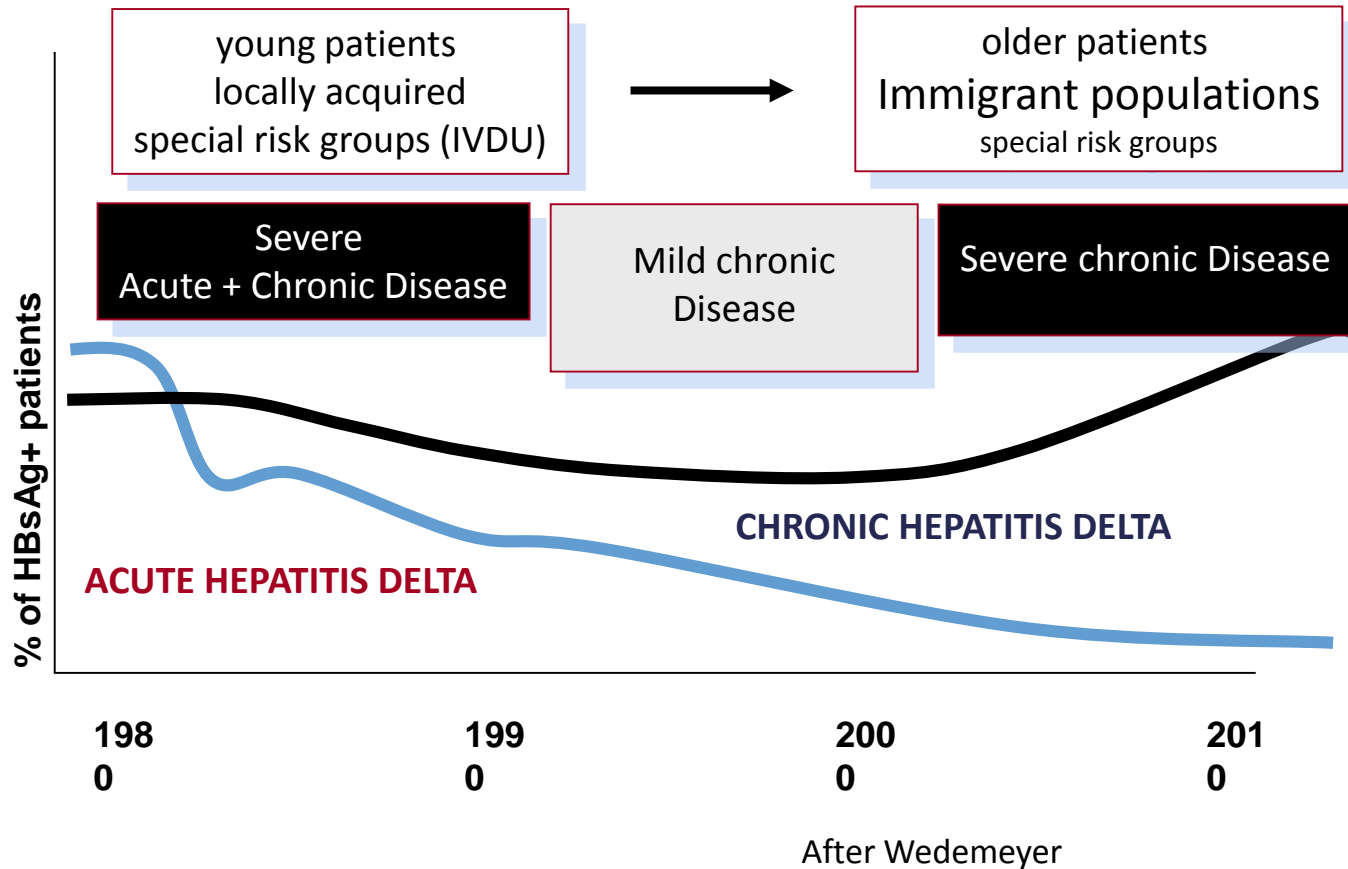 young patients
locally acquired
special risk groups (IVDU)
older patients
Immigrant populations
special risk groups
Severe
Acute + Chronic Disease
Mild chronic
Disease
Severe chronic Disease
% of HBsAg+ patients
CHRONIC HEPATITIS DELTA
ACUTE HEPATITIS DELTA
198
0
199
0
200
0
201
0
After Wedemeyer